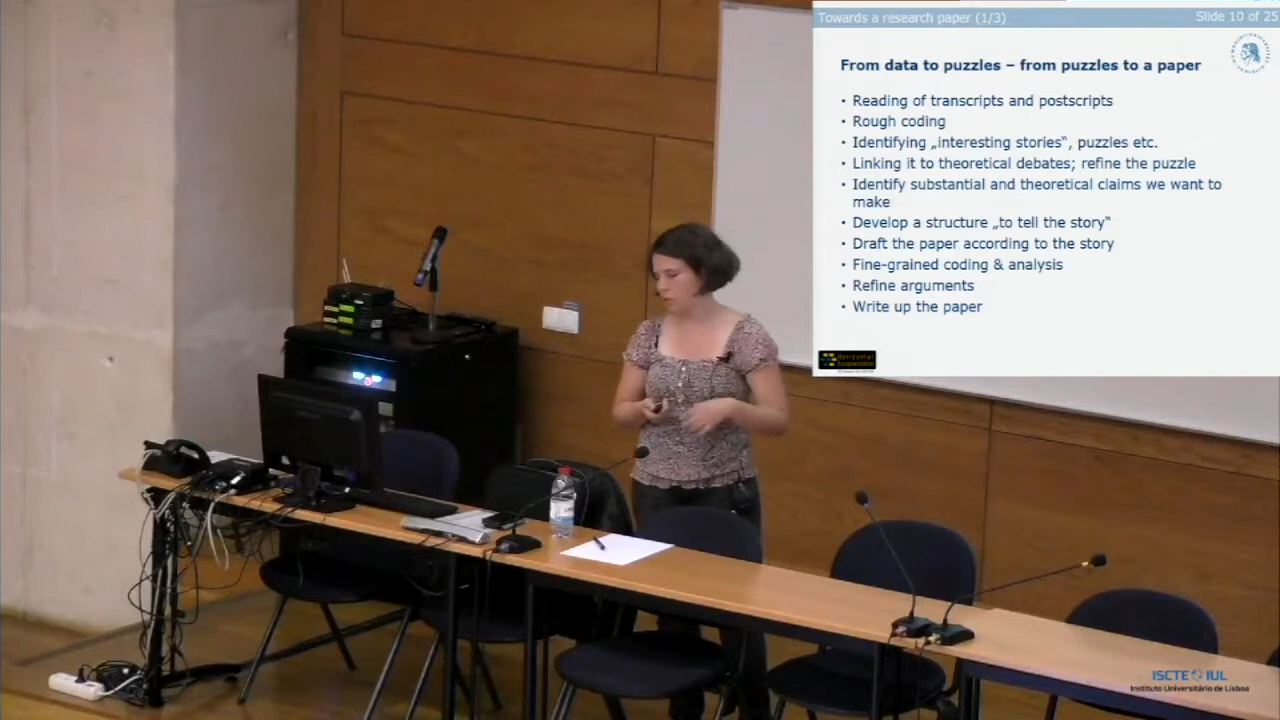 Towards a research paper (1/3)
Slide 10 of 25
From data to puzzles – from puzzles to a paper
• Reading of transcripts and postscripts
• Rough coding
• Identifying „interesting stories“, puzzles etc.
• Linking it to theoretical debates; refine the puzzle
• Identify substantial and theoretical claims we want to
make
• Develop a structure „to tell the story“
• Draft the paper according to the story
• Fine-grained coding & analysis
• Refine arguments
• Write up the paper
ISCTE IUL
Instituto Universitário de Lisboa